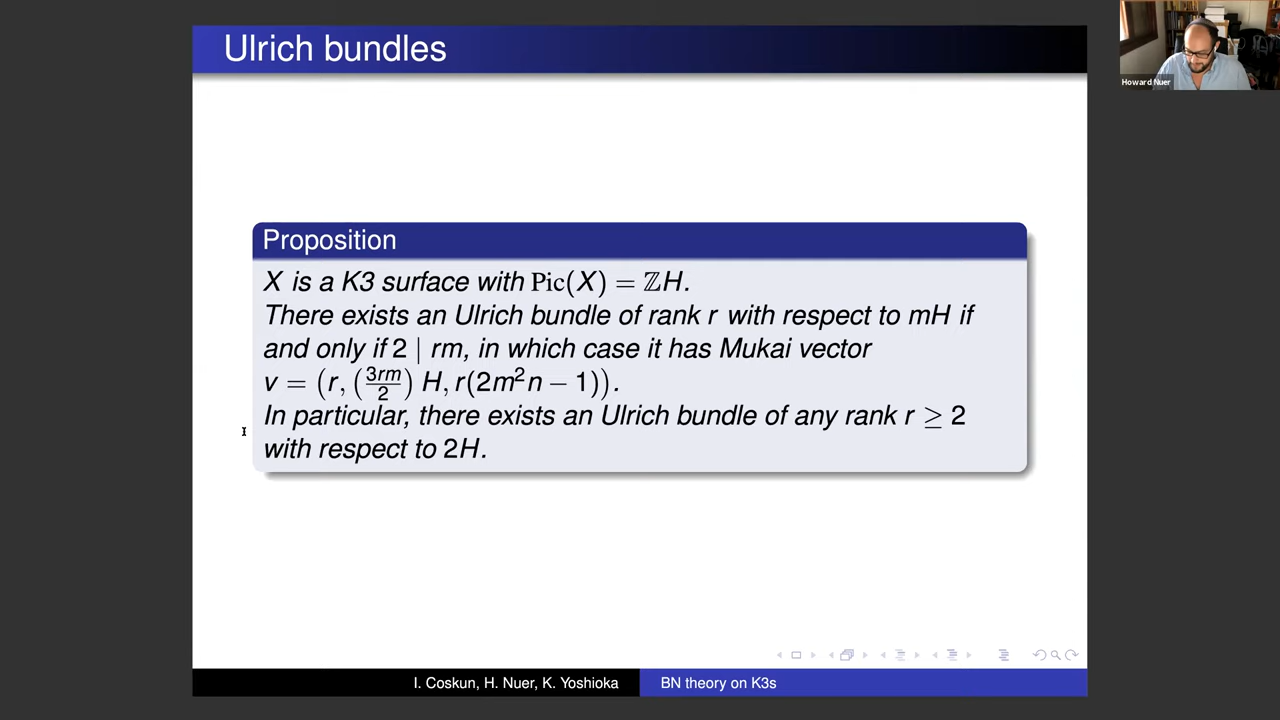 Ulrich bundles
Howard Nuer
Proposition
X is a K3 surface with Pic(X) = ℤH.
There exists an Ulrich bundle of rank r with respect to mH if
and only if 2 | rm, in which case it has Mukai vector
v = (r, (3rm/2) H, r(2m²n − 1)).
In particular, there exists an Ulrich bundle of any rank r ≥ 2
with respect to 2H.
I. Coskun, H. Nuer, K. Yoshioka BN theory on K3s